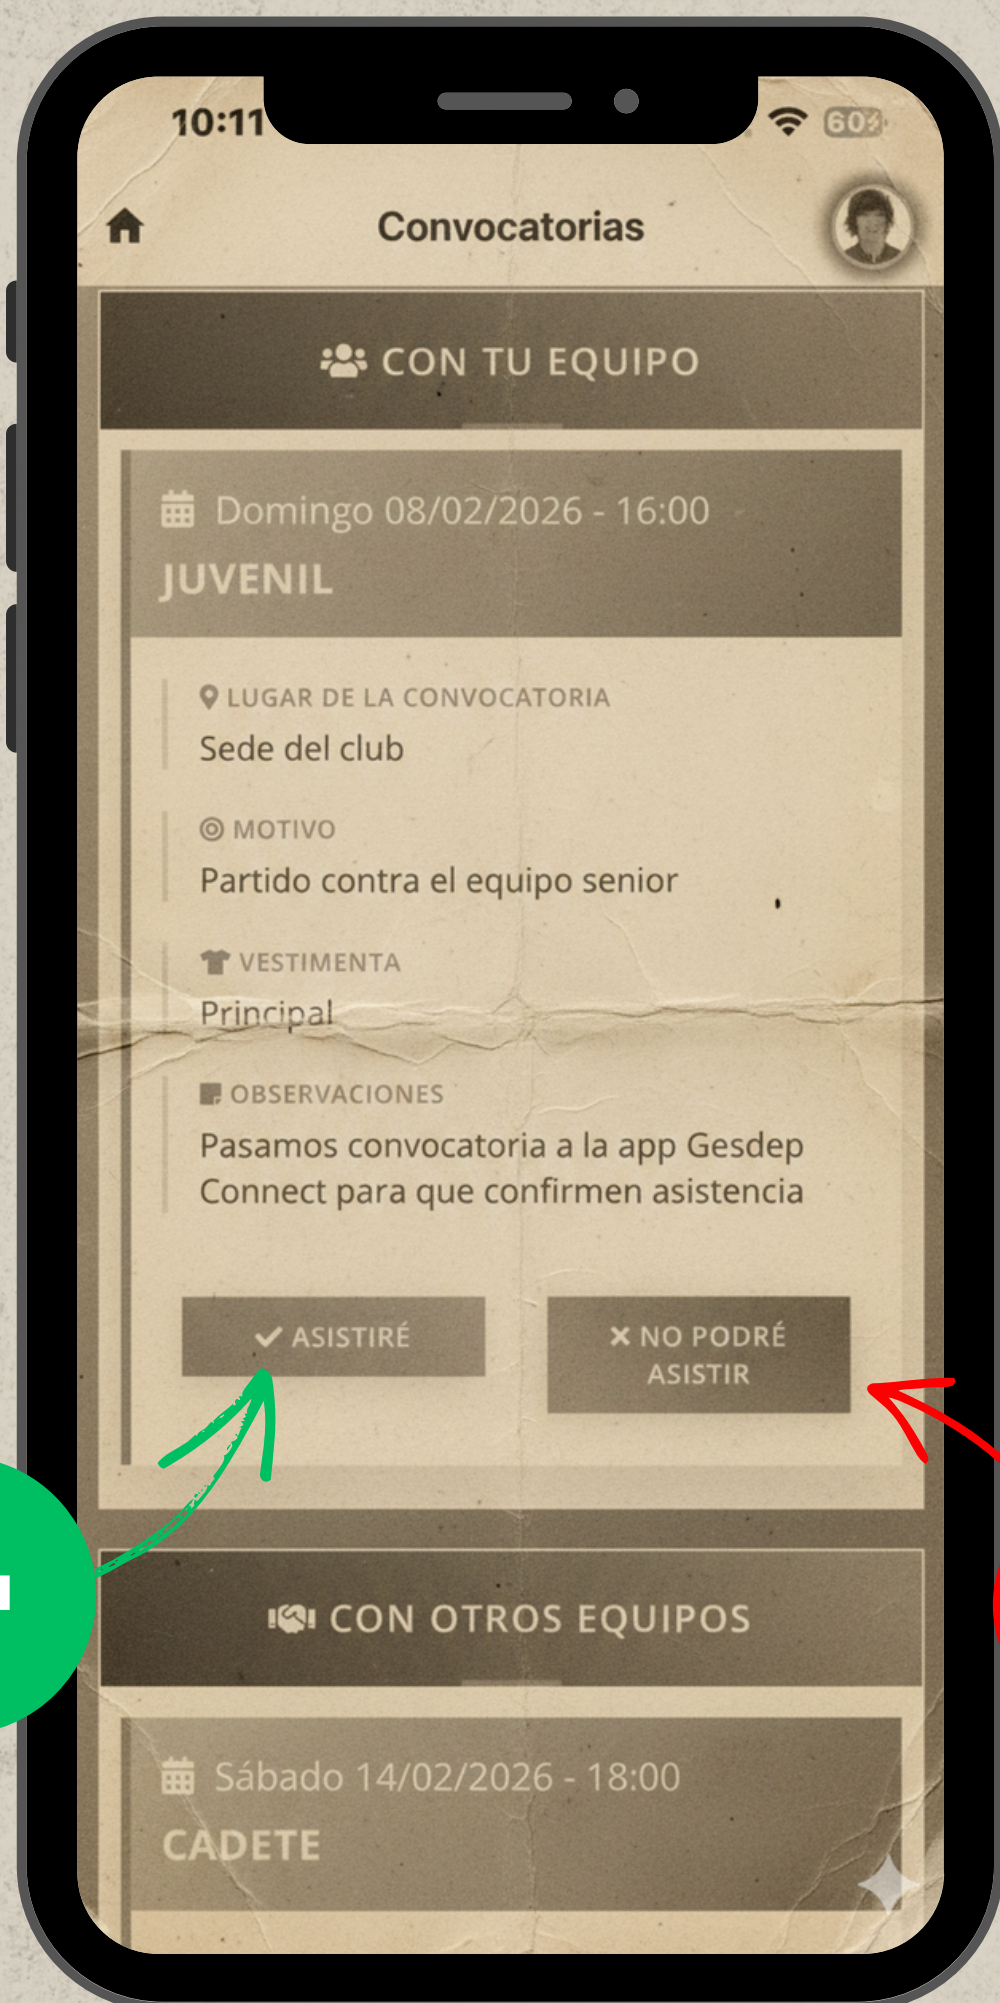 10:11
60
Convocatorias
CON TU EQUIPO
Domingo 08/02/2026 - 16:00
JUVENIL
LUGAR DE LA CONVOCATORIA
Sede del club
MOTIVO
Partido contra el equipo senior
VESTIMENTA
Principal
OBSERVACIONES
Pasamos convocatoria a la app Gesdep
Connect para que confirmen asistencia
ASISTIRÉ
NO PODRÉ
ASISTIR
CON OTROS EQUIPOS
Sábado 14/02/2026 - 18:00
CADETE